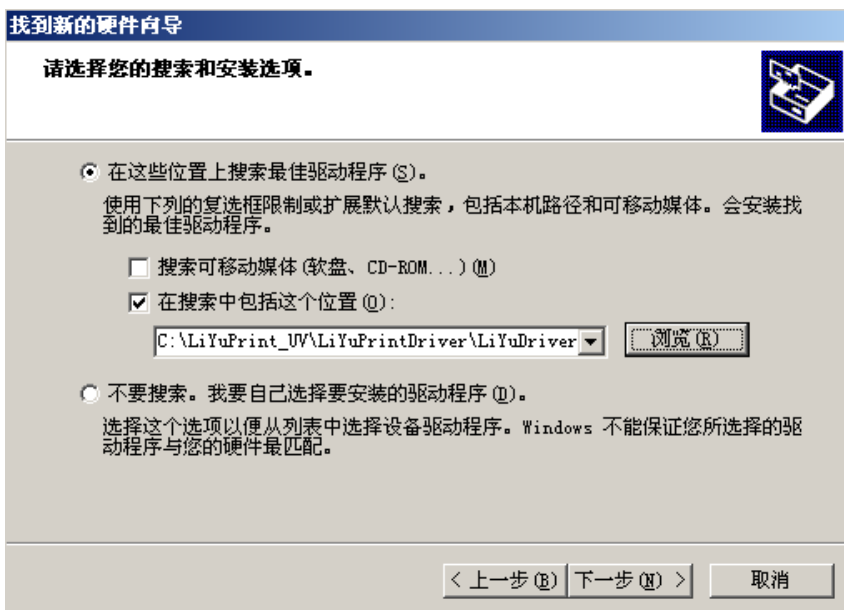 找到新的硬件向导
请选择您的搜索和安装选项。
在这些位置上搜索最佳驱动程序(S)。
使用下列的复选框限制或扩展默认搜索，包括本机路径和可移动媒体。会安装找
到的最佳驱动程序。
搜索可移动媒体(软盘、CD-ROM...)(M)
在搜索中包括这个位置(O):
C:\LiYuPrint_UV\LiYuPrintDriver\LiYuDriver
浏览(R)
不要搜索。我要自己选择要安装的驱动程序(D)。
选择这个选项以便从列表中选择设备驱动程序。Windows 不能保证您所选择的驱
动程序与您的硬件最匹配。
< 上一步(B) 下一步(N) > 取消